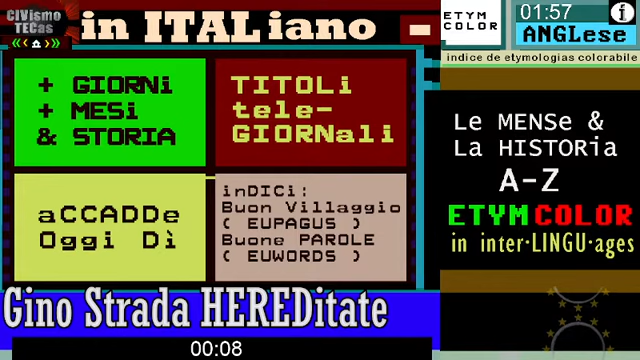 CIVismo
TECas
in ITALiano
ETYM
COLOR
01:57
i
ANGLese
indice de etymologias colorabile
+ GIORNi
+ MESi
& STORIA
TITOLi
tele-
GIORNali
aCCADDe
Oggi Dì
inDICi:
Buon Villaggio
( EUPAGUS )
Buone PAROLE
( EUWORDS )
Le MENSe &
La HISTORia
A-Z
ETYMCOLOR
in inter·LINGU·ages
Gino Strada HEREDitate
00:08